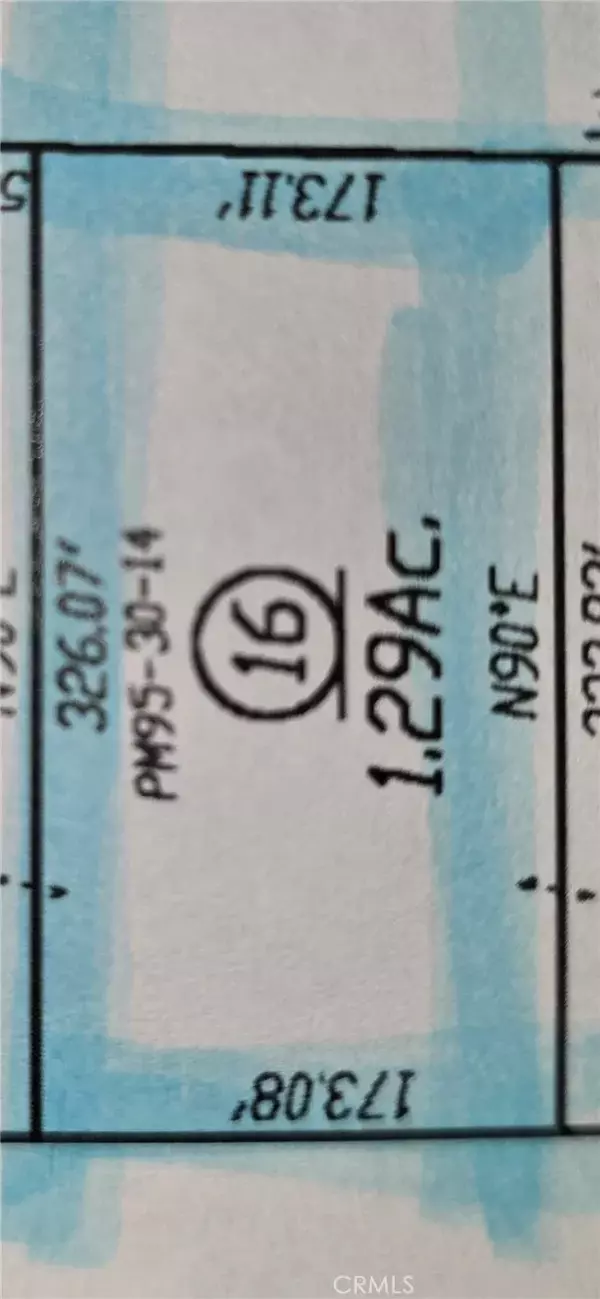 173.11'
326.07'
PM95-30-14
16
1.29AC.
N90°E
173.08'
CRMLS